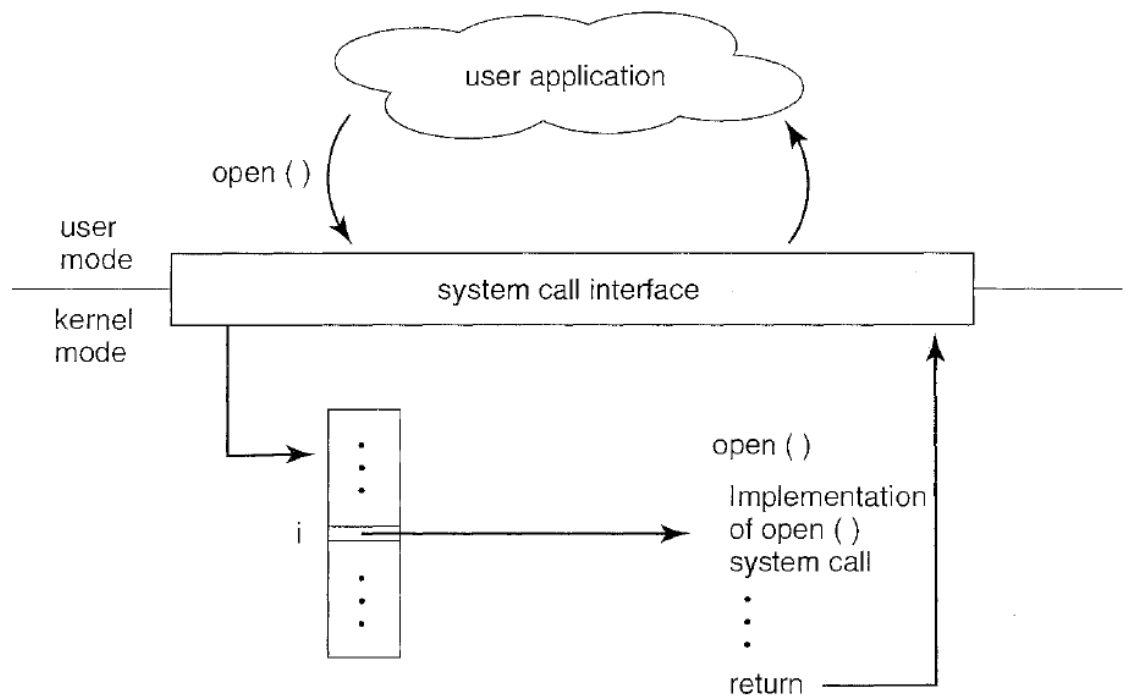 user application
open ( )
user
mode
system call interface
kernel
mode
open ( )
i
Implementation
of open ( )
system call
return